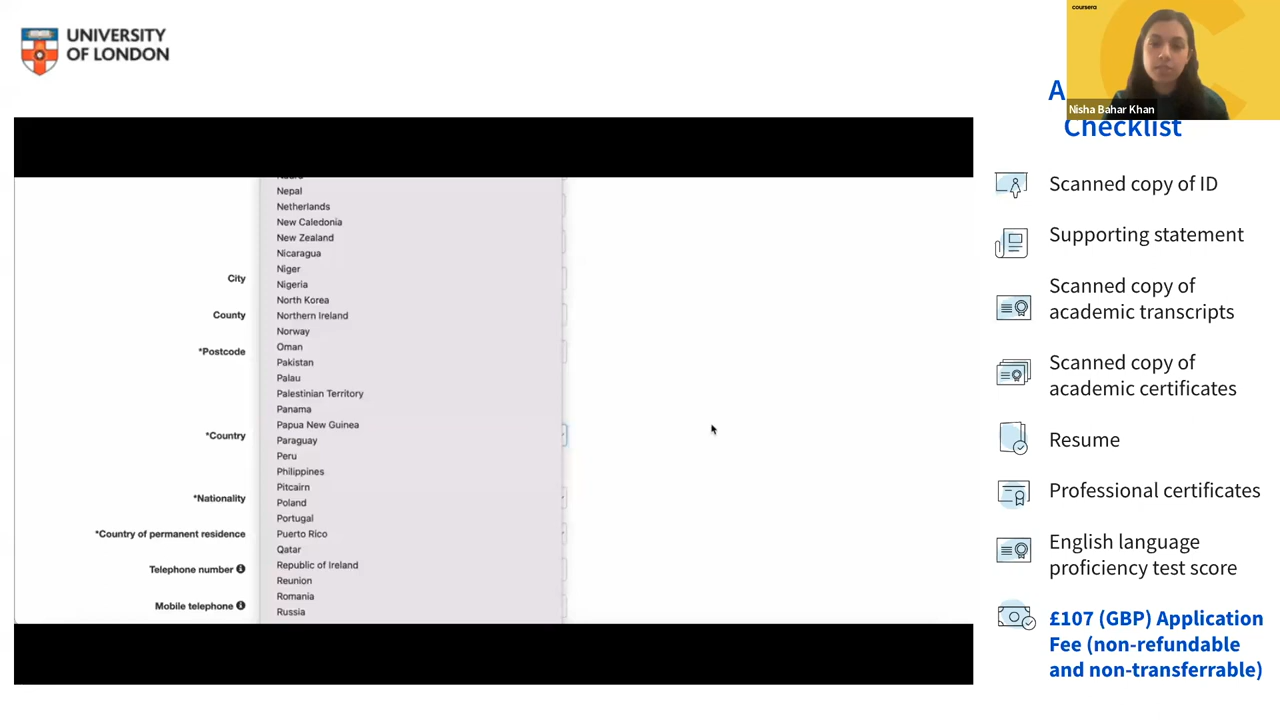 UNIVERSITY
OF LONDON
coursera
Nisha Bahar Khan
A
Checklist
Nepal
Netherlands
New Caledonia
New Zealand
Nicaragua
Niger
Nigeria
North Korea
Northern Ireland
Norway
Oman
Pakistan
Palau
Palestinian Territory
Panama
Papua New Guinea
Paraguay
Peru
Philippines
Pitcairn
Poland
Portugal
Puerto Rico
Qatar
Republic of Ireland
Reunion
Romania
Russia
City
County
*Postcode
*Country
*Nationality
*Country of permanent residence
Telephone number
Mobile telephone
Scanned copy of ID
Supporting statement
Scanned copy of
academic transcripts
Scanned copy of
academic certificates
Resume
Professional certificates
English language
proficiency test score
£107 (GBP) Application
Fee (non-refundable
and non-transferrable)